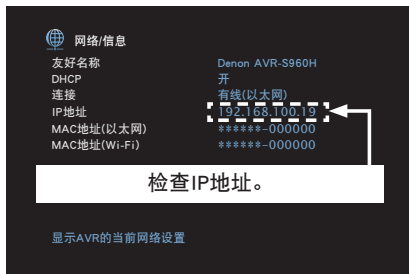 网络/信息
友好名称 Denon AVR-S960H
DHCP 开
连接 有线(以太网)
IP地址 192.168.100.19
MAC地址(以太网) ******-000000
MAC地址(Wi-Fi) ******-000000
检查IP地址。
显示AVR的当前网络设置